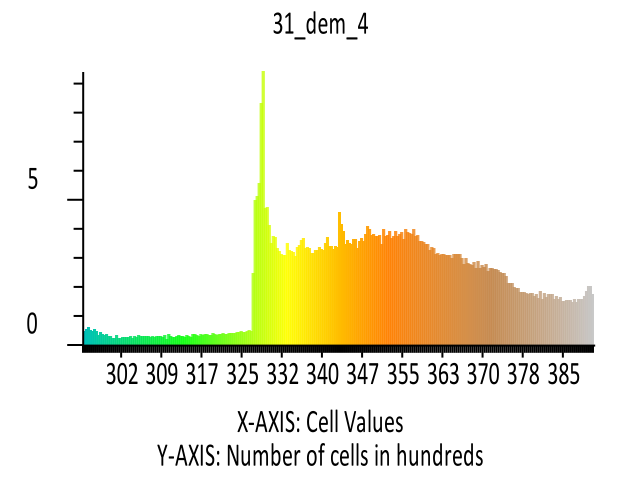 31_dem_4
5
0
302 309 317 325 332 340 347 355 363 370 378 385
X-AXIS: Cell Values
Y-AXIS: Number of cells in hundreds